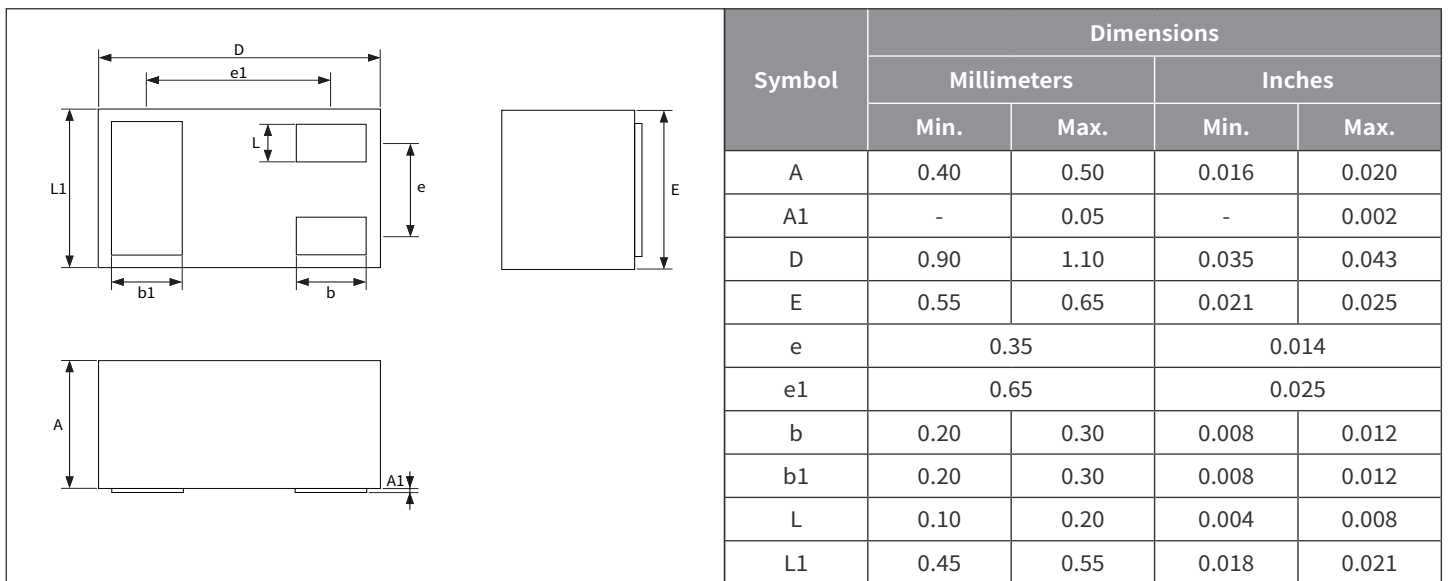 D
e1
L
L1
e
E
b1
b
A
A1
Dimensions
Symbol Millimeters Inches
Min. Max. Min. Max.
A 0.40 0.50 0.016 0.020
A1 - 0.05 - 0.002
D 0.90 1.10 0.035 0.043
E 0.55 0.65 0.021 0.025
e 0.35 0.014
e1 0.65 0.025
b 0.20 0.30 0.008 0.012
b1 0.20 0.30 0.008 0.012
L 0.10 0.20 0.004 0.008
L1 0.45 0.55 0.018 0.021